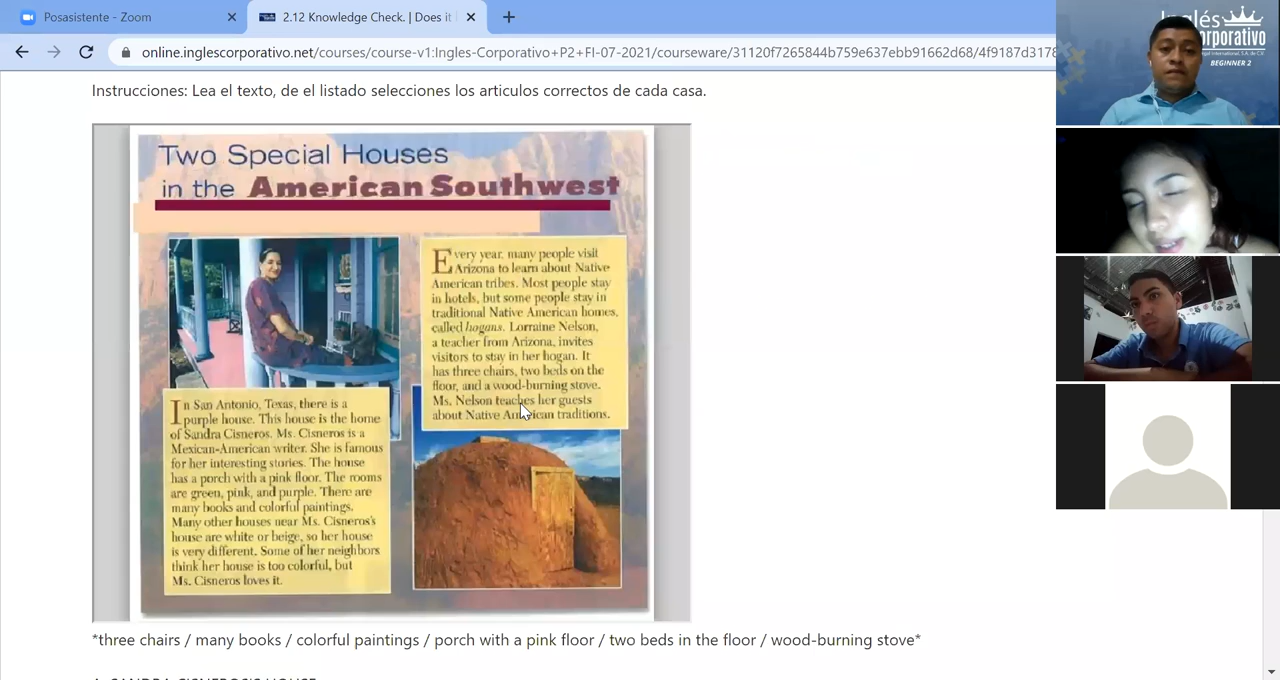 Posasistente - Zoom
2.12 Knowledge Check. | Does it
online.inglescorporativo.net/courses/course-v1:Ingles-Corporativo+P2+FI-07-2021/courseware/31120f7265844b759e637ebb91662d68/4f9187d3178
Instrucciones: Lea el texto, de el listado selecciones los articulos correctos de cada casa.
Two Special Houses
in the American Southwest
Every year, many people visit
Arizona to learn about Native
American tribes. Most people stay
in hotels, but some people stay in
traditional Native American homes,
called hogans. Lorraine Nelson,
a teacher from Arizona, invites
visitors to stay in her hogan. It
has three chairs, two beds on the
floor, and a wood-burning stove.
Ms. Nelson teaches her guests
about Native American traditions.
In San Antonio, Texas, there is a
purple house. This house is the home
of Sandra Cisneros. Ms. Cisneros is a
Mexican-American writer. She is famous
for her interesting stories. The house
has a porch with a pink floor. The rooms
are green, pink, and purple. There are
many books and colorful paintings.
Many other houses near Ms. Cisneros's
house are white or beige, so her house
is very different. Some of her neighbors
think her house is too colorful, but
Ms. Cisneros loves it.
*three chairs / many books / colorful paintings / porch with a pink floor / two beds in the floor / wood-burning stove*
Inglés
BEGINNER 2